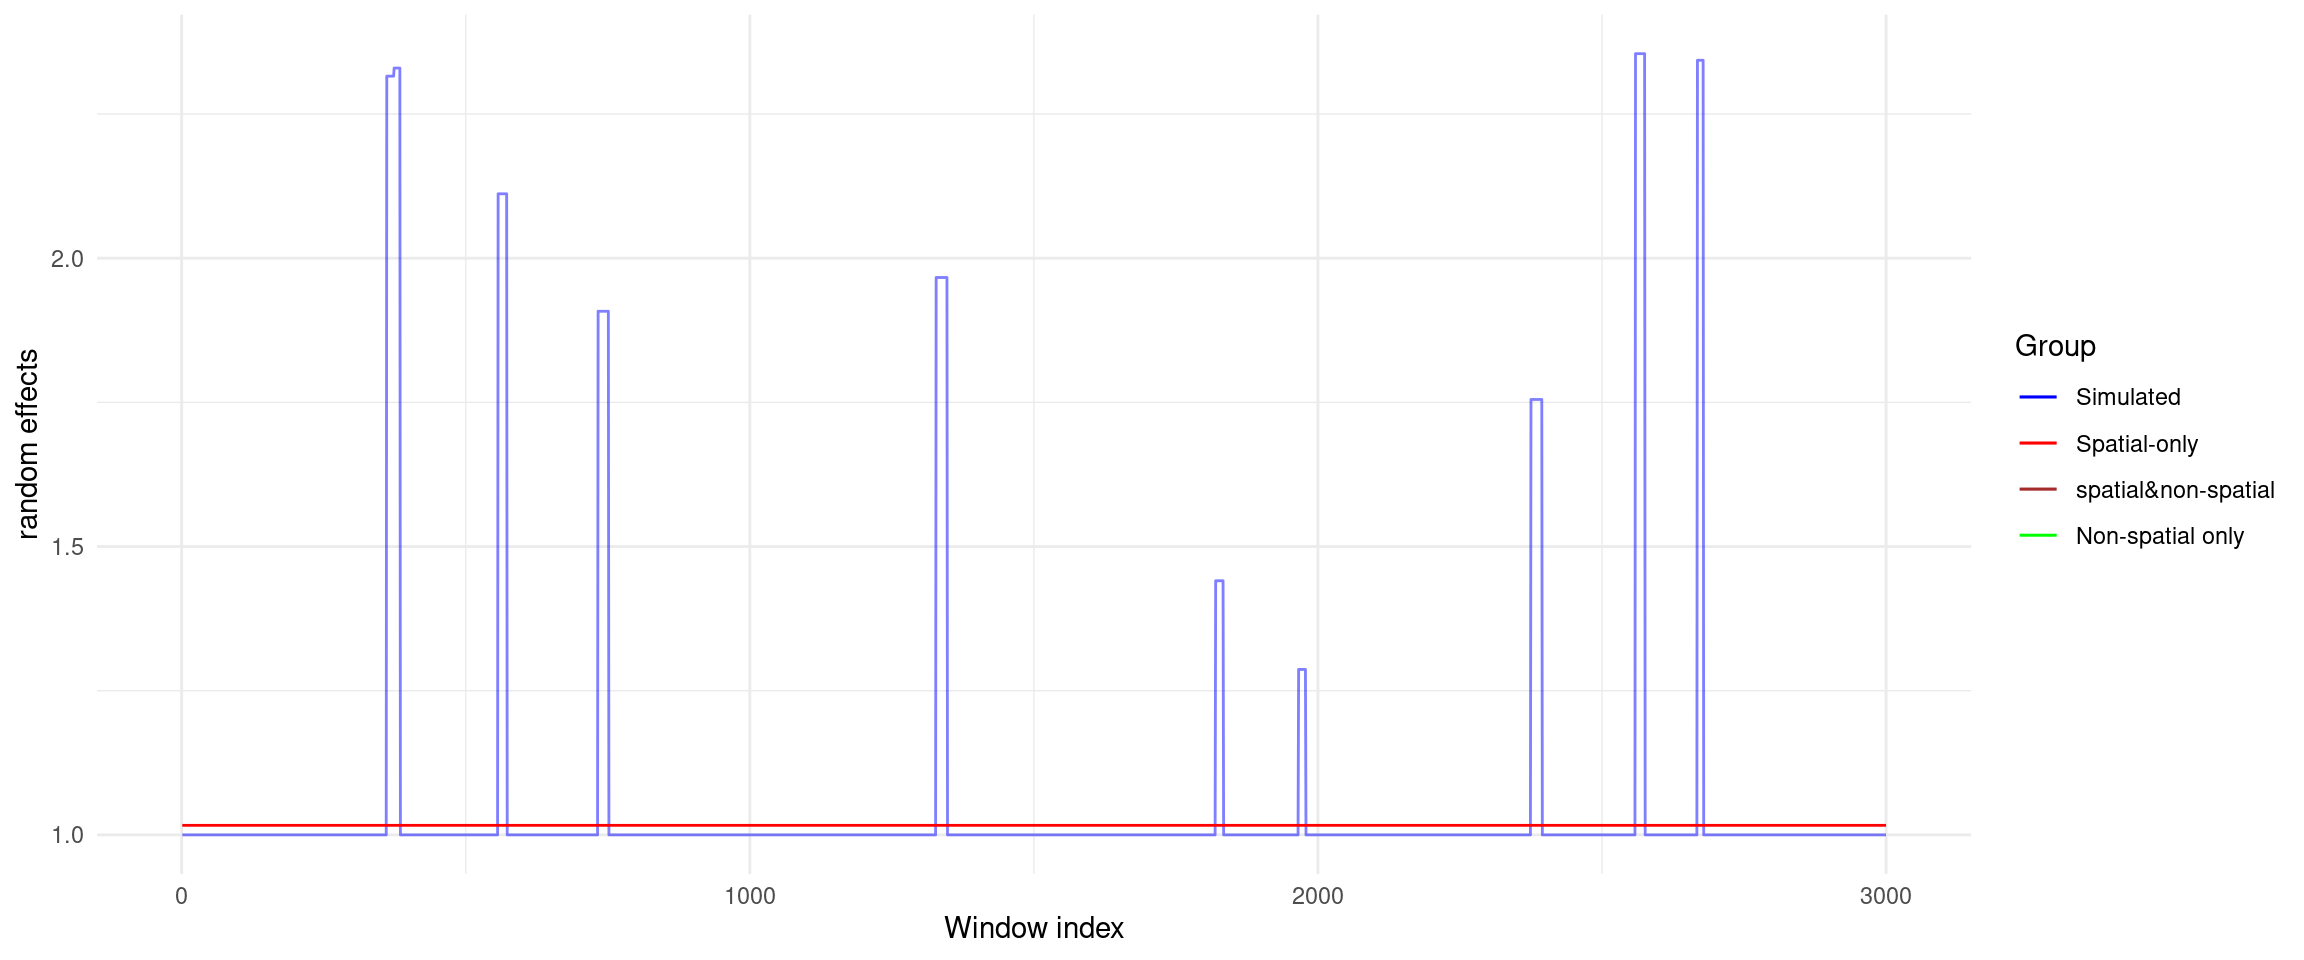 random effects
2.0
1.5
1.0
0
1000
2000
3000
Window index
Group
Simulated
Spatial-only
spatial&non-spatial
Non-spatial only